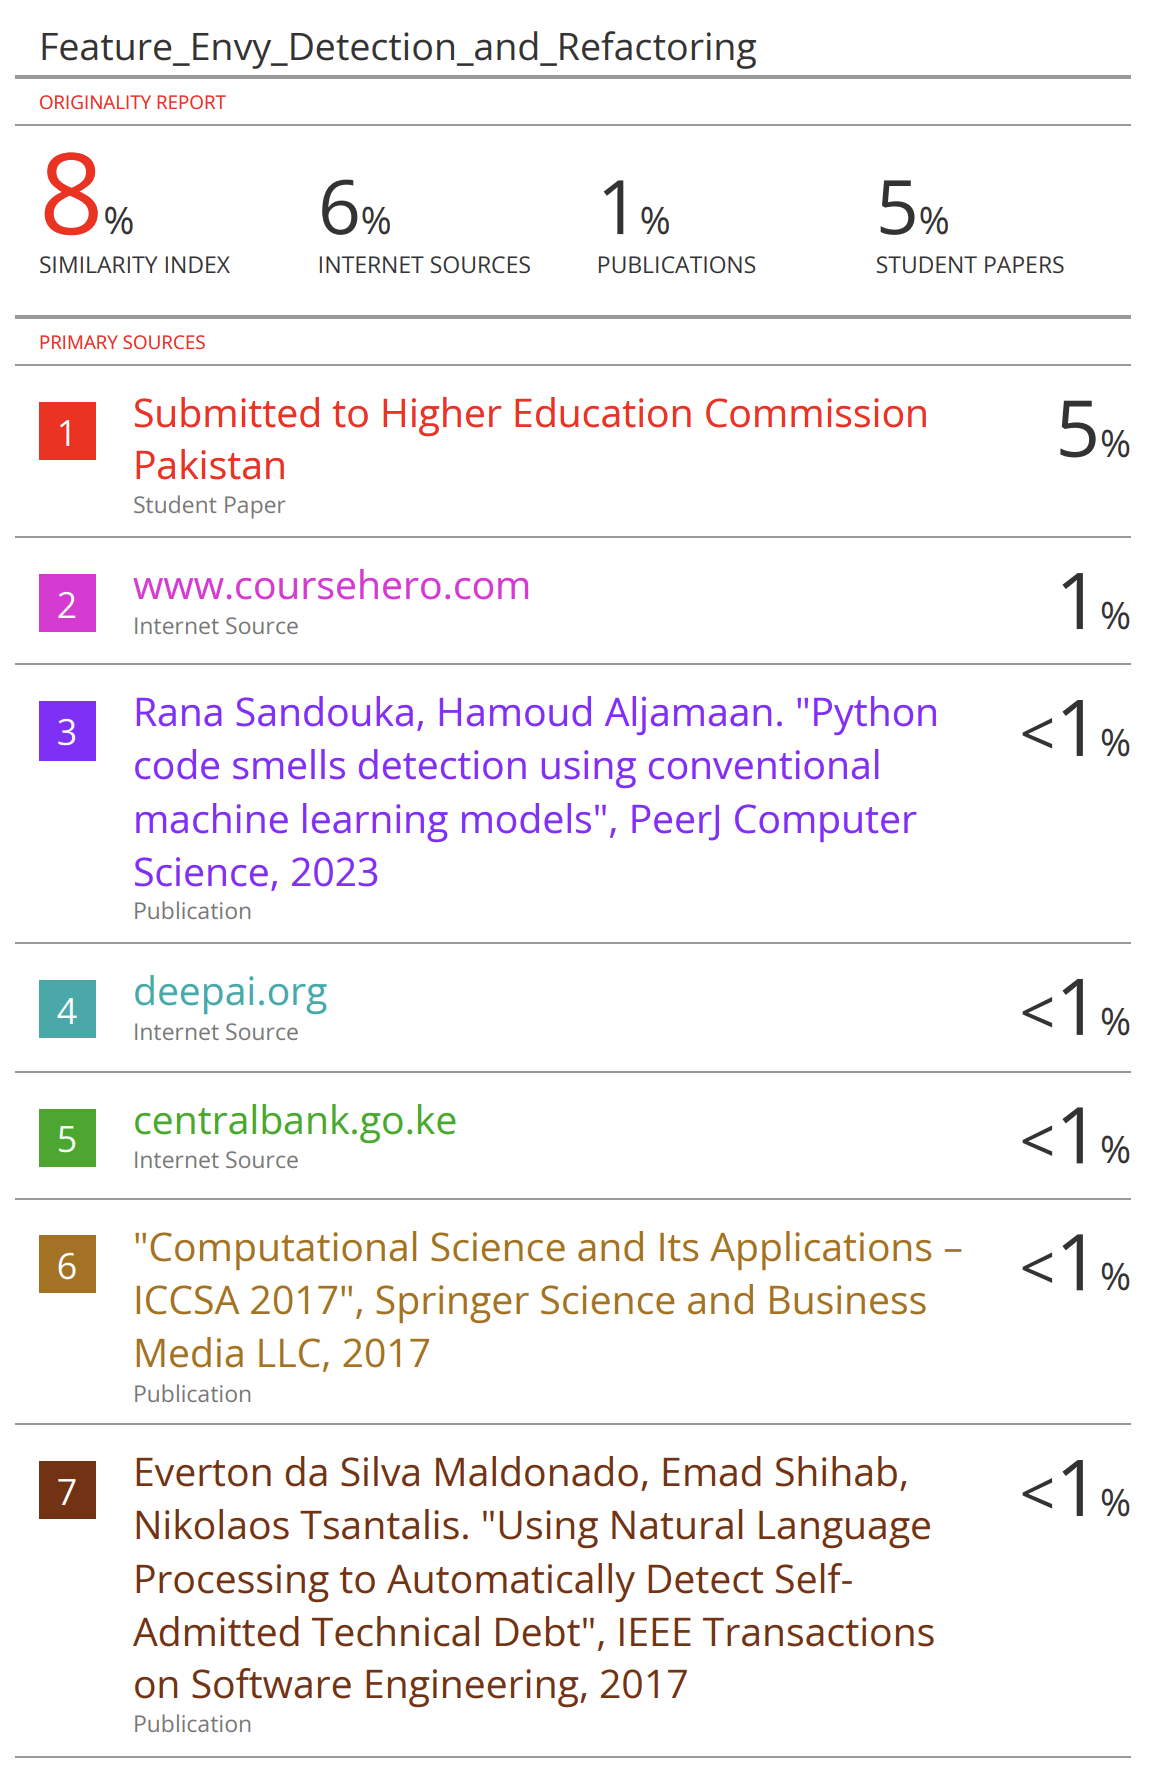 Feature_Envy_Detection_and_Refactoring
ORIGINALITY REPORT
8% 6% 1% 5%
SIMILARITY INDEX INTERNET SOURCES PUBLICATIONS STUDENT PAPERS
PRIMARY SOURCES
1 Submitted to Higher Education Commission 5%
Pakistan
Student Paper
2 www.coursehero.com 1%
Internet Source
3 Rana Sandouka, Hamoud Aljamaan. "Python <1%
code smells detection using conventional
machine learning models", PeerJ Computer
Science, 2023
Publication
4 deepai.org <1%
Internet Source
5 centralbank.go.ke <1%
Internet Source
6 "Computational Science and Its Applications – <1%
ICCSA 2017", Springer Science and Business
Media LLC, 2017
Publication
7 Everton da Silva Maldonado, Emad Shihab, <1%
Nikolaos Tsantalis. "Using Natural Language
Processing to Automatically Detect Self-
Admitted Technical Debt", IEEE Transactions
on Software Engineering, 2017
Publication